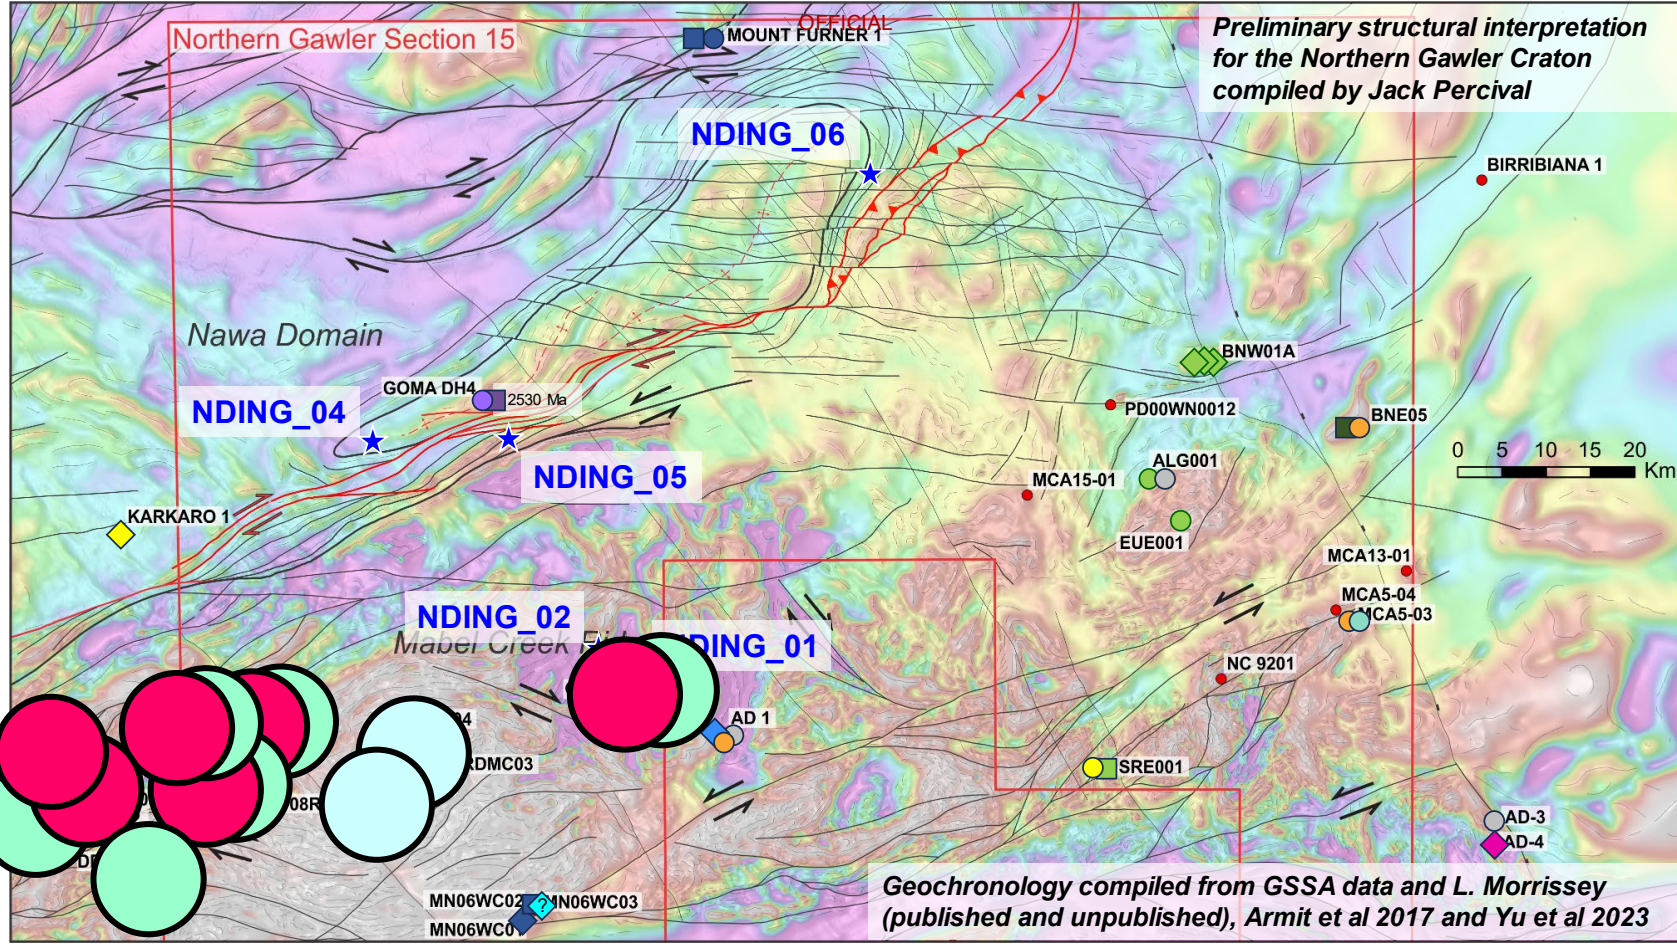 OFFICIAL
Northern Gawler Section 15
MOUNT FURNER 1
Preliminary structural interpretation
for the Northern Gawler Craton
compiled by Jack Percival
NDING_06
BIRRIBIANA 1
Nawa Domain
BNW01A
GOMA DH4
2530 Ma
NDING_04
PD00WN0012
BNE05
0 5 10 15 20
Km
NDING_05
ALG001
MCA15-01
KARKARO 1
EUE001
MCA13-01
MCA5-04
MCA5-03
NDING_02
Mabel Creek
DING_01
NC 9201
AD 1
04
RDMC03
SRE001
08R
AD-3
AD-4
MN06WC02
?
MN06WC03
MN06WC01
Geochronology compiled from GSSA data and L. Morrissey
(published and unpublished), Armit et al 2017 and Yu et al 2023